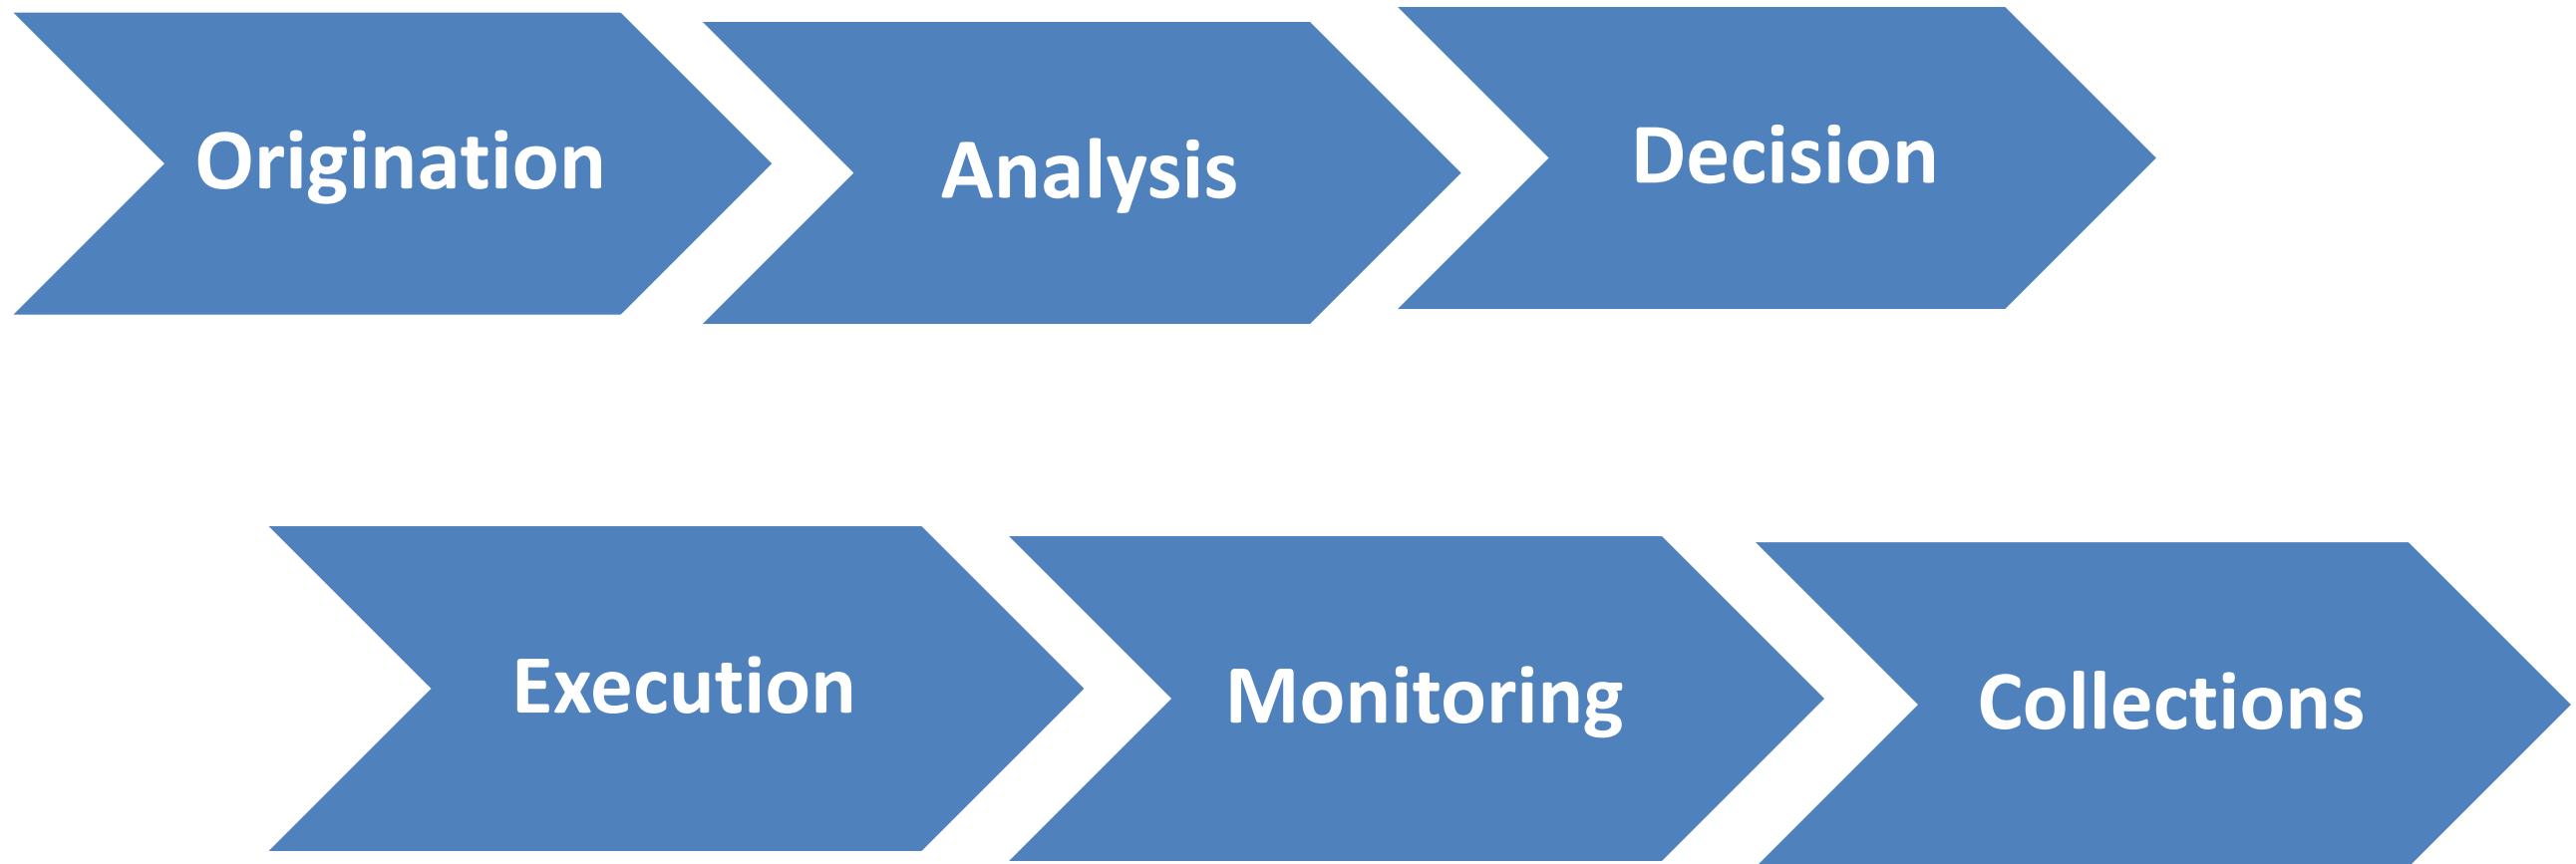 Origination
Analysis
Decision
Execution
Monitoring
Collections